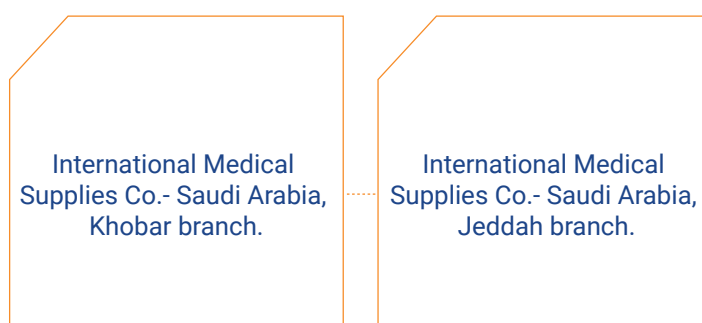 International Medical
Supplies Co.- Saudi Arabia,
Khobar branch.
International Medical
Supplies Co.- Saudi Arabia,
Jeddah branch.